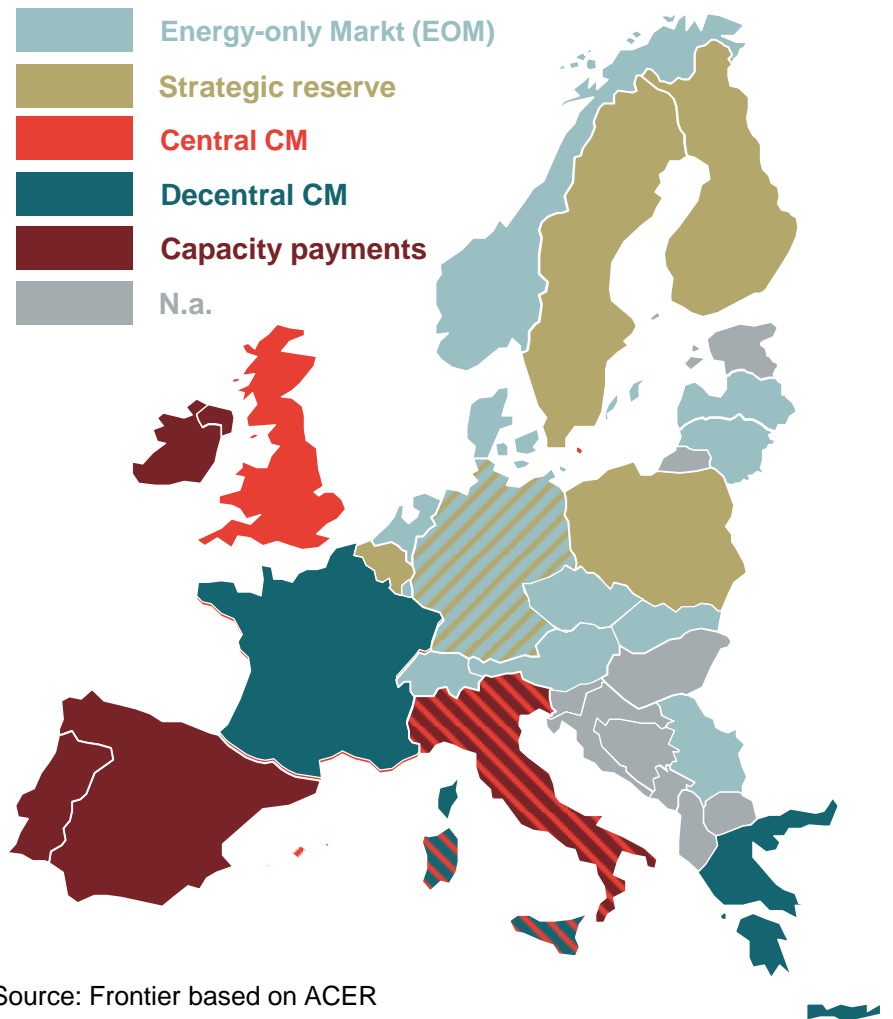 Energy-only Markt (EOM)
Strategic reserve
Central CM
Decentral CM
Capacity payments
N.a.
Source: Frontier based on ACER